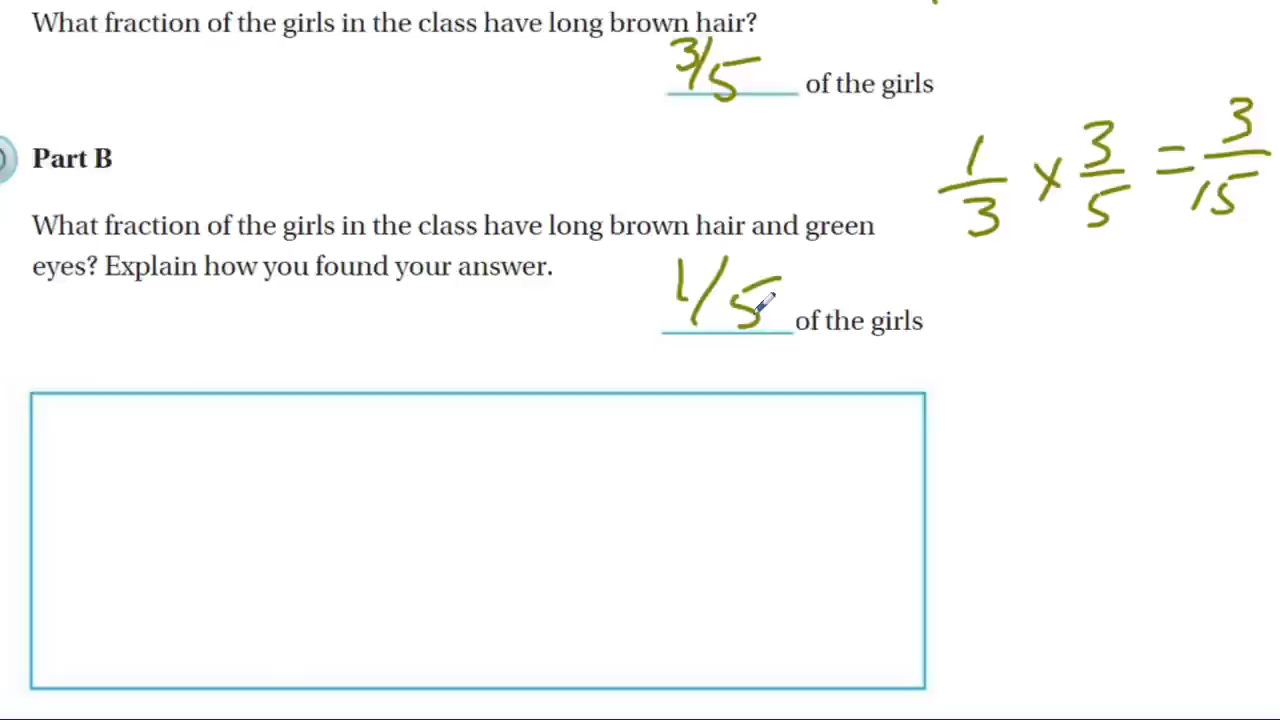 What fraction of the girls in the class have long brown hair?
3/5 of the girls
Part B
1/3 × 3/5 = 3/15
What fraction of the girls in the class have long brown hair and green
eyes? Explain how you found your answer.
1/5 of the girls